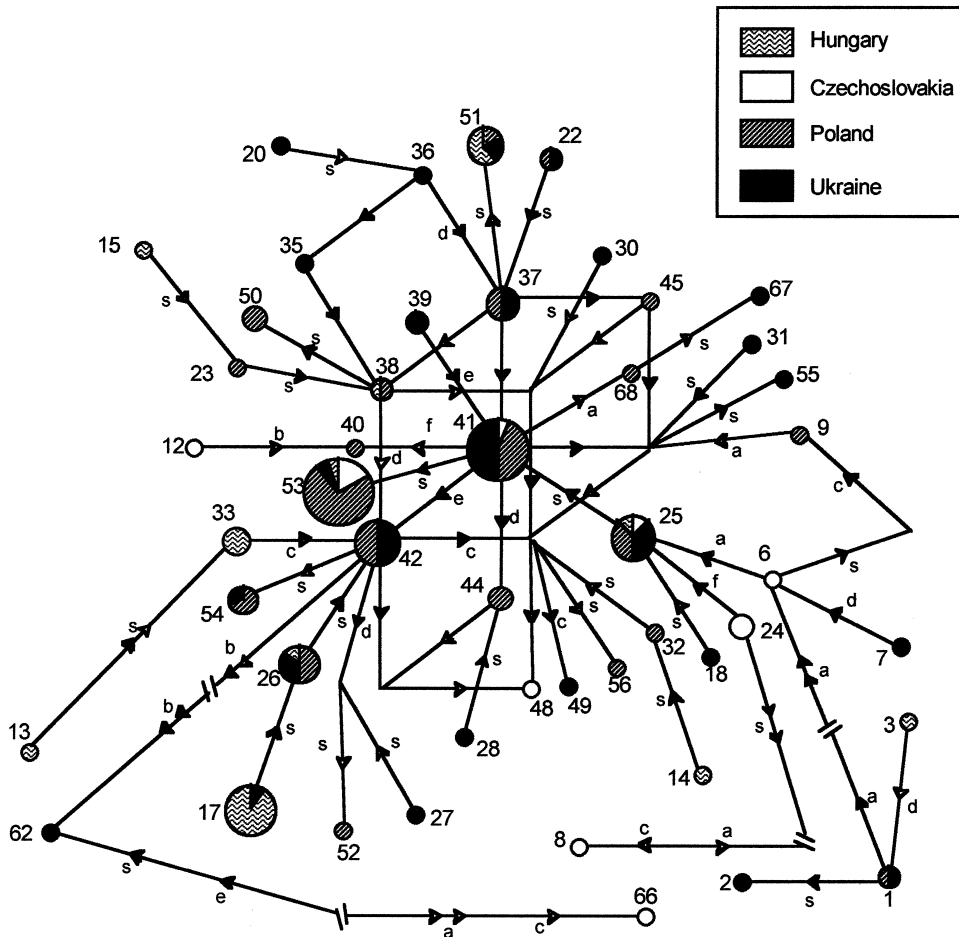 Hungary
Czechoslovakia
Poland
Ukraine
51
22
20
s
36
s
s
d
35
37
30
15
50
39
s
45
67
s
31
s
s
55
23
s
38
e
68
s
s
41
a
12
b
40
f
9
a
53
s
d
e
c
33
c
42
c
d
25
a
6
s
54
s
44
s
s
f
d
b
s
d
s
c
32
24
7
26
56
18
s
a
b
s
48
49
3
13
28
14
s
s
s
s
17
a
d
62
52
27
8
c
a
2
s
1
s
e
66
a
c